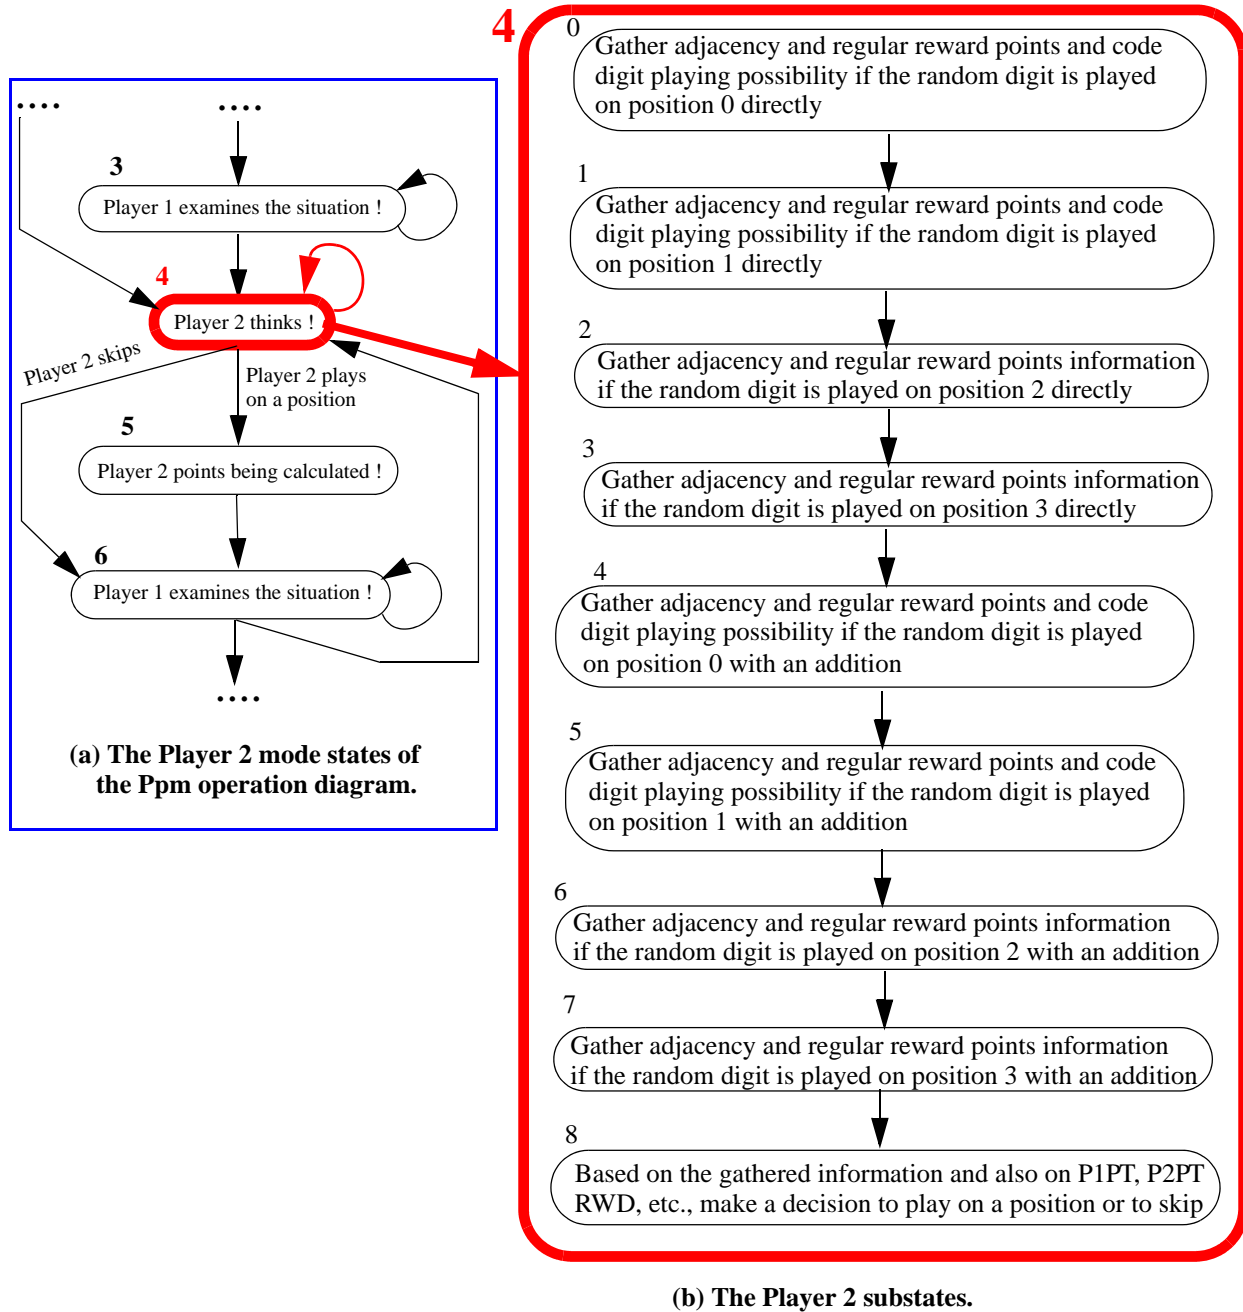 ....
....
3
Player 1 examines the situation !
4
Player 2 thinks !
Player 2 skips
Player 2 plays
on a position
5
Player 2 points being calculated !
6
Player 1 examines the situation !
....
(a) The Player 2 mode states of
the Ppm operation diagram.
4
0
Gather adjacency and regular reward points and code
digit playing possibility if the random digit is played
on position 0 directly
1
Gather adjacency and regular reward points and code
digit playing possibility if the random digit is played
on position 1 directly
2
Gather adjacency and regular reward points information
if the random digit is played on position 2 directly
3
Gather adjacency and regular reward points information
if the random digit is played on position 3 directly
4
Gather adjacency and regular reward points and code
digit playing possibility if the random digit is played
on position 0 with an addition
5
Gather adjacency and regular reward points and code
digit playing possibility if the random digit is played
on position 1 with an addition
6
Gather adjacency and regular reward points information
if the random digit is played on position 2 with an addition
7
Gather adjacency and regular reward points information
if the random digit is played on position 3 with an addition
8
Based on the gathered information and also on P1PT, P2PT
RWD, etc., make a decision to play on a position or to skip
(b) The Player 2 substates.